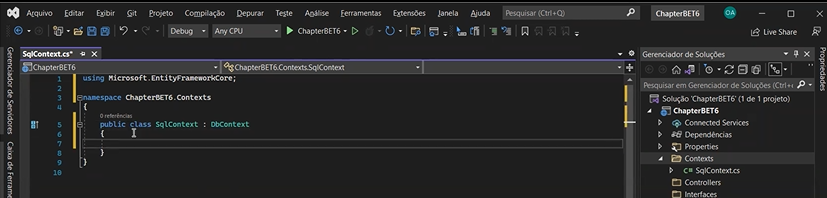 Arquivo Editar Exibir Git Projeto Compilação Depurar Teste Análise Ferramentas Extensões Janela Ajuda Pesquisar (Ctrl+Q) ChapterBET6 OA
Debug Any CPU ChapterBET6 Live Share
SqlContext.cs* Gerenciador de Soluções
ChapterBET6 ChapterBET6.Contexts.SqlContext
Pesquisar em Gerenciador de Soluções
Solução 'ChapterBET6' (1 de 1 projeto)
ChapterBET6
Connected Services
Dependências
Properties
Contexts
C# SqlContext.cs
Controllers
Interfaces
1 using Microsoft.EntityFrameworkCore;
2
3 namespace ChapterBET6.Contexts
4 {
0 referências
5 public class SqlContext : DbContext
6 {
7
8 }
9 }
10
Gerenciador de Servidores
Caixa de Ferrame
Propriedades